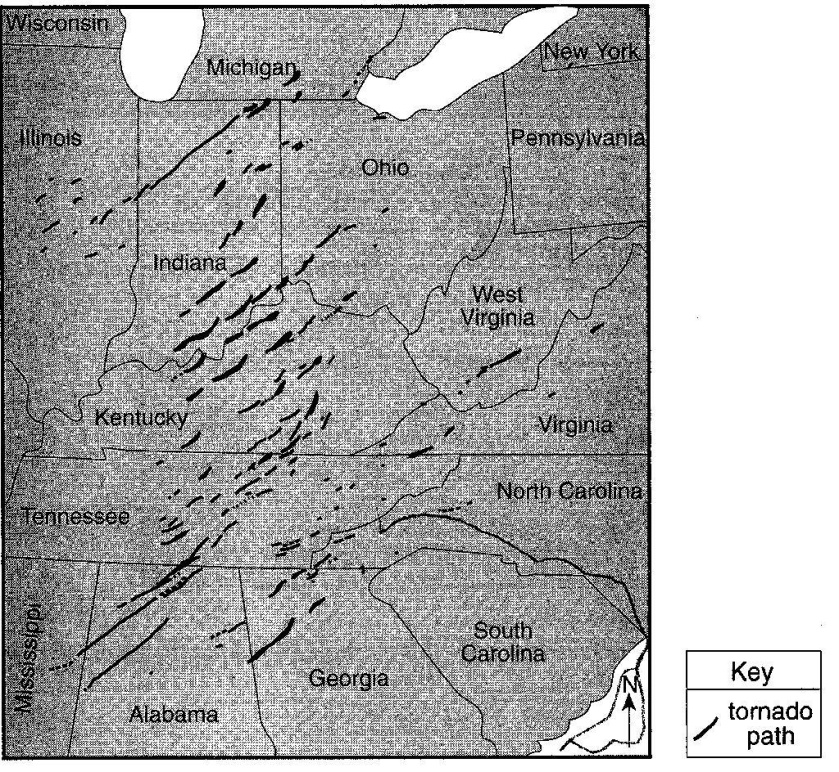 Wisconsin
Michigan
New York
Illinois
Pennsylvania
Ohio
Indiana
West
Virginia
Kentucky
Virginia
North Carolina
Tennessee
Mississippi
South
Carolina
Georgia
Alabama
N
Key
tornado
path